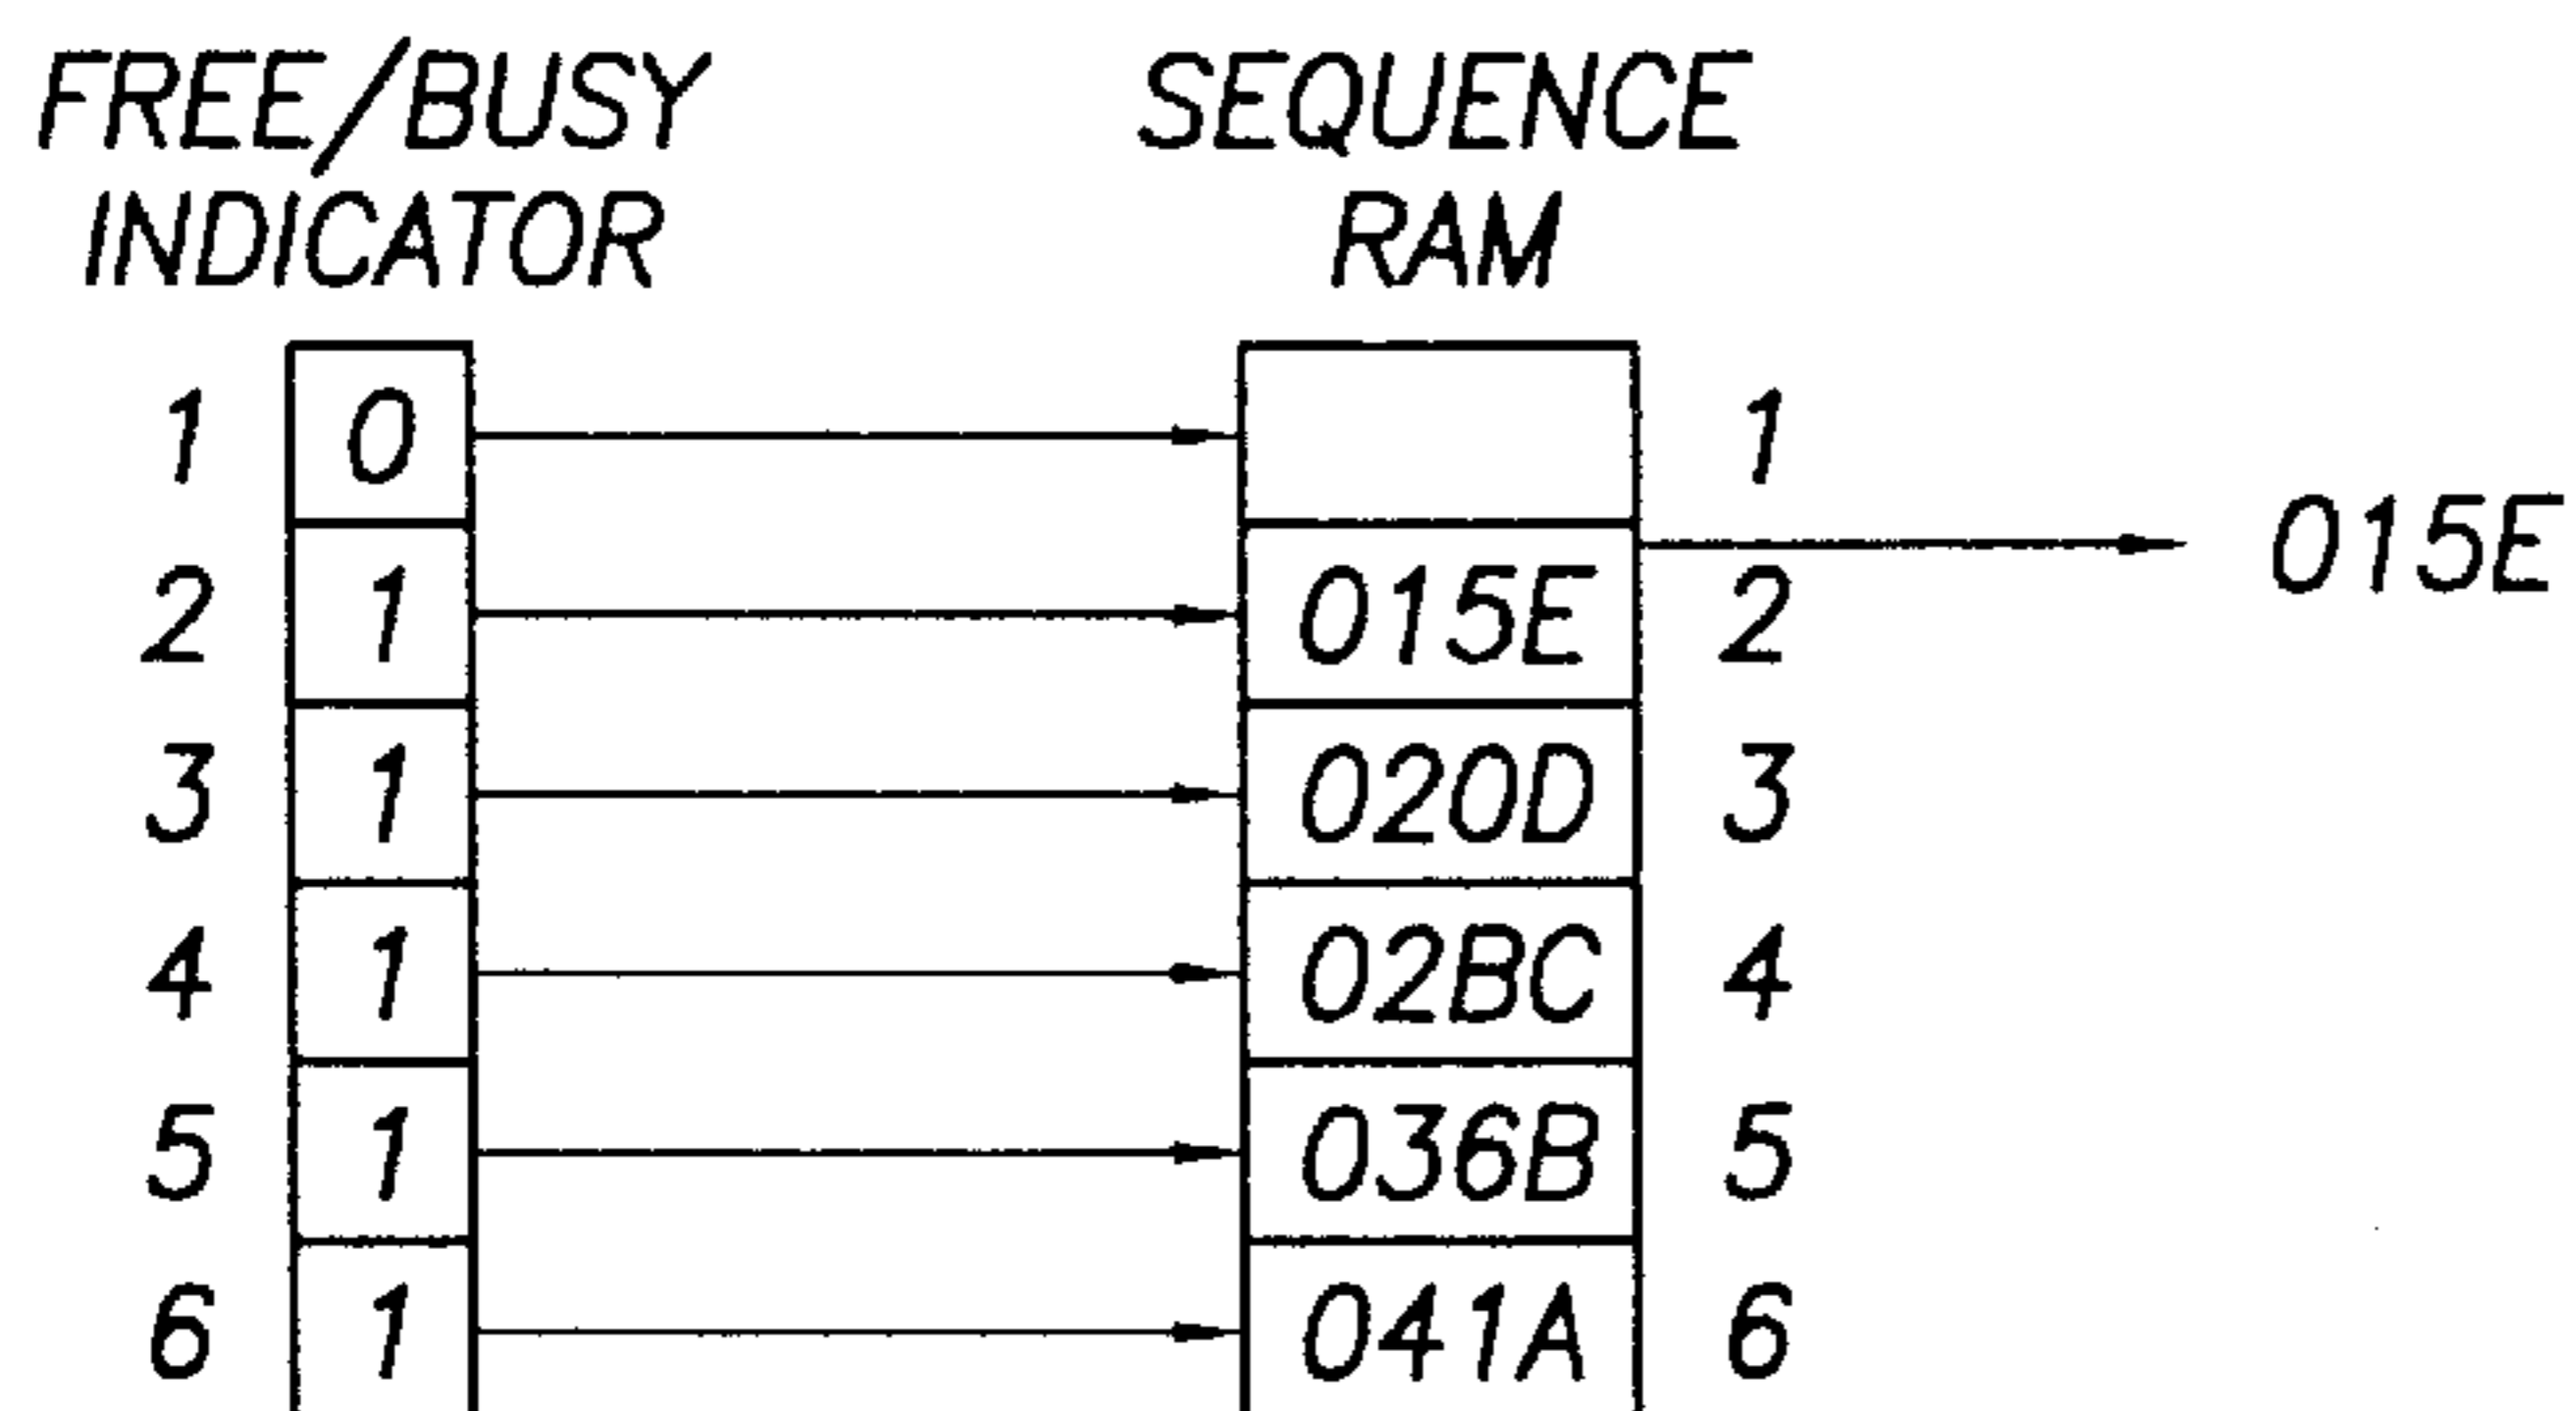 FREE/BUSY INDICATOR
SEQUENCE RAM
1 0 1
015E
2 1 015E 2
3 1 020D 3
4 1 02BC 4
5 1 036B 5
6 1 041A 6